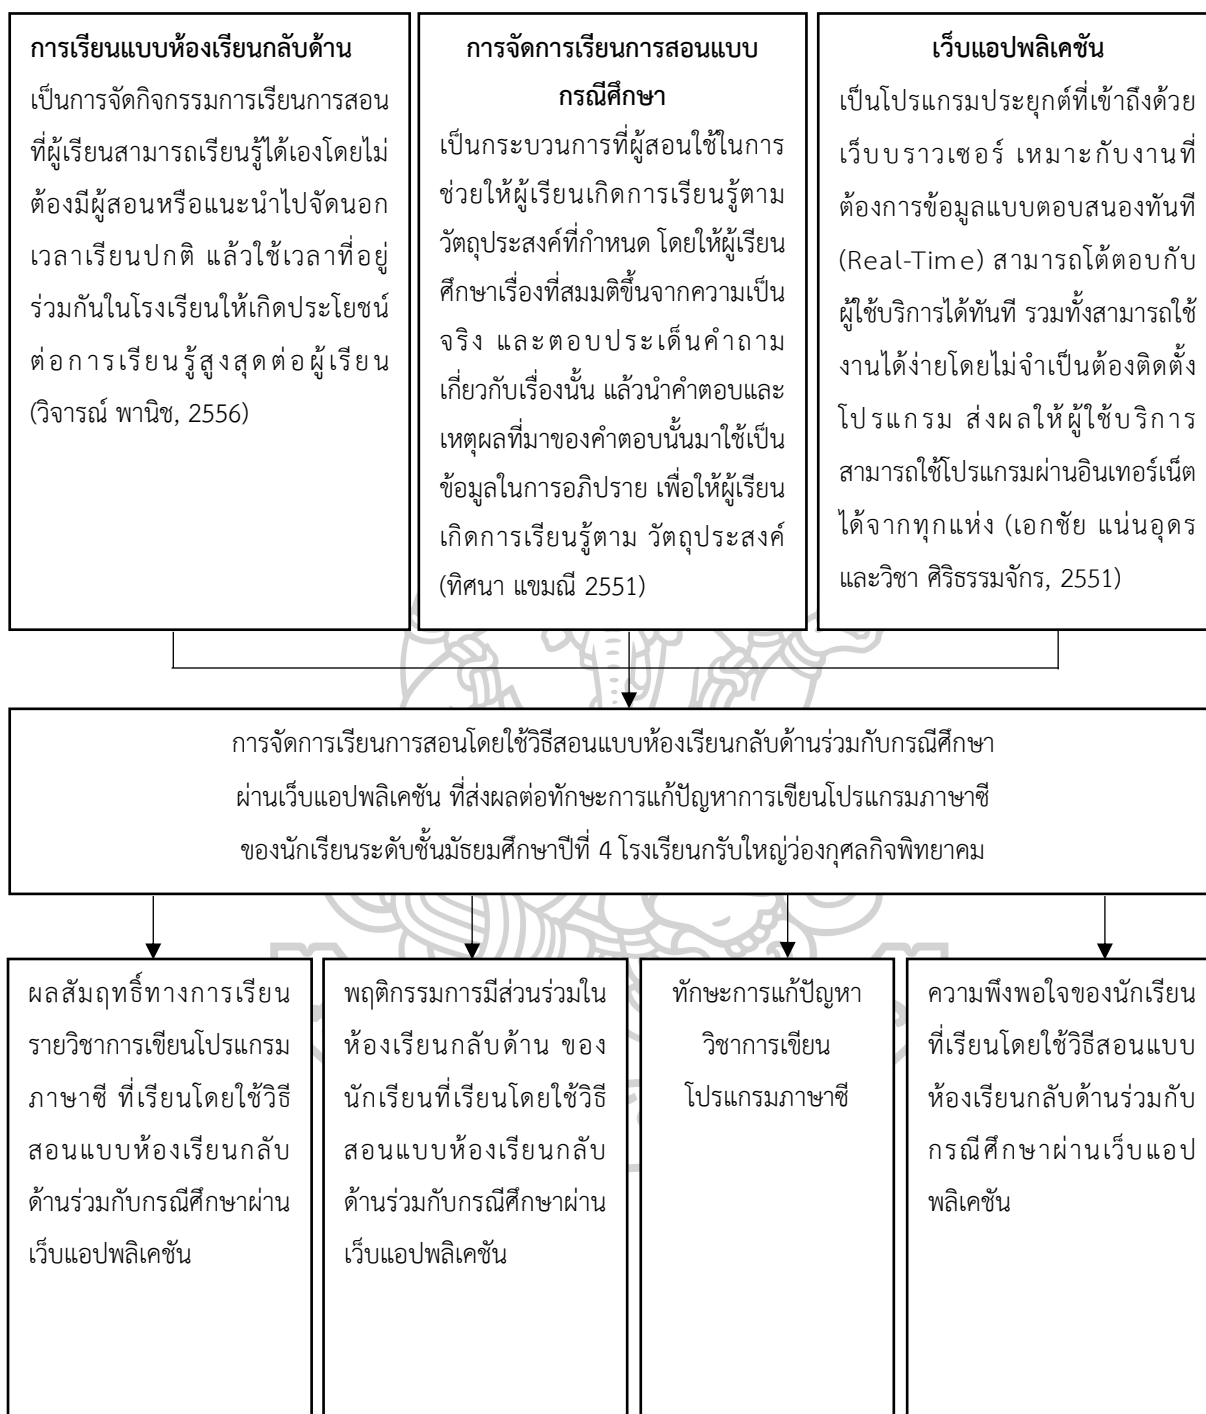 การเรียนแบบห้องเรียนกลับด้าน
เป็นการจัดกิจกรรมการเรียนการสอน
ที่ผู้เรียนสามารถเรียนรู้ได้เองโดยไม่
ต้องมีผู้สอนหรือแนะนำไปจัดนอก
เวลาเรียนปกติ แล้วใช้เวลาที่อยู่
ร่วมกันในโรงเรียนให้เกิดประโยชน์
ต่อการเรียนรู้สูงสุดต่อผู้เรียน
(วิจารณ์ พานิช, 2556)
การจัดการเรียนการสอนแบบ
กรณีศึกษา
เป็นกระบวนการที่ผู้สอนใช้ในการ
ช่วยให้ผู้เรียนเกิดการเรียนรู้ตาม
วัตถุประสงค์ที่กำหนด โดยให้ผู้เรียน
ศึกษาเรื่องที่สมมติขึ้นจากความเป็น
จริง และตอบประเด็นคำถาม
เกี่ยวกับเรื่องนั้น แล้วนำคำตอบและ
เหตุผลที่มาของคำตอบนั้นมาใช้เป็น
ข้อมูลในการอภิปราย เพื่อให้ผู้เรียน
เกิดการเรียนรู้ตาม วัตถุประสงค์
(ทิศนา แขมณี 2551)
เว็บแอปพลิเคชัน
เป็นโปรแกรมประยุกต์ที่เข้าถึงด้วย
เว็บบราวเซอร์ เหมาะกับงานที่
ต้องการข้อมูลแบบตอบสนองทันที
(Real-Time) สามารถโต้ตอบกับ
ผู้ใช้บริการได้ทันที รวมทั้งสามารถใช้
งานได้ง่ายโดยไม่จำเป็นต้องติดตั้ง
โปรแกรม ส่งผลให้ผู้ใช้บริการ
สามารถใช้โปรแกรมผ่านอินเทอร์เน็ต
ได้จากทุกแห่ง (เอกชัย แน่นอุดร
และวิชา ศิริธรรมจักร, 2551)
การจัดการเรียนการสอนโดยใช้วิธีสอนแบบห้องเรียนกลับด้านร่วมกับกรณีศึกษา
ผ่านเว็บแอปพลิเคชัน ที่ส่งผลต่อทักษะการแก้ปัญหาการเขียนโปรแกรมภาษาซี
ของนักเรียนระดับชั้นมัธยมศึกษาปีที่ 4 โรงเรียนกรับใหญ่ว่องกุศลกิจพิทยาคม
ผลสัมฤทธิ์ทางการเรียน
รายวิชาการเขียนโปรแกรม
ภาษาซี ที่เรียนโดยใช้วิธี
สอนแบบห้องเรียนกลับ
ด้านร่วมกับกรณีศึกษาผ่าน
เว็บแอปพลิเคชัน
พฤติกรรมการมีส่วนร่วมใน
ห้องเรียนกลับด้าน ของ
นักเรียนที่เรียนโดยใช้วิธี
สอนแบบห้องเรียนกลับ
ด้านร่วมกับกรณีศึกษาผ่าน
เว็บแอปพลิเคชัน
ทักษะการแก้ปัญหา
วิชาการเขียน
โปรแกรมภาษาซี
ความพึงพอใจของนักเรียน
ที่เรียนโดยใช้วิธีสอนแบบ
ห้องเรียนกลับด้านร่วมกับ
กรณีศึกษาผ่านเว็บแอป
พลิเคชัน